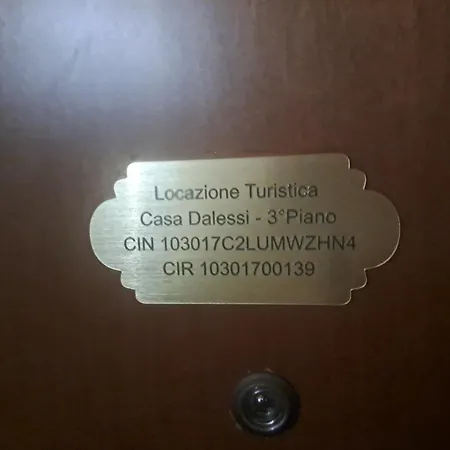 Locazione Turistica
Casa Dalessi - 3°Piano
CIN 103017C2LUMWZHN4
CIR 10301700139